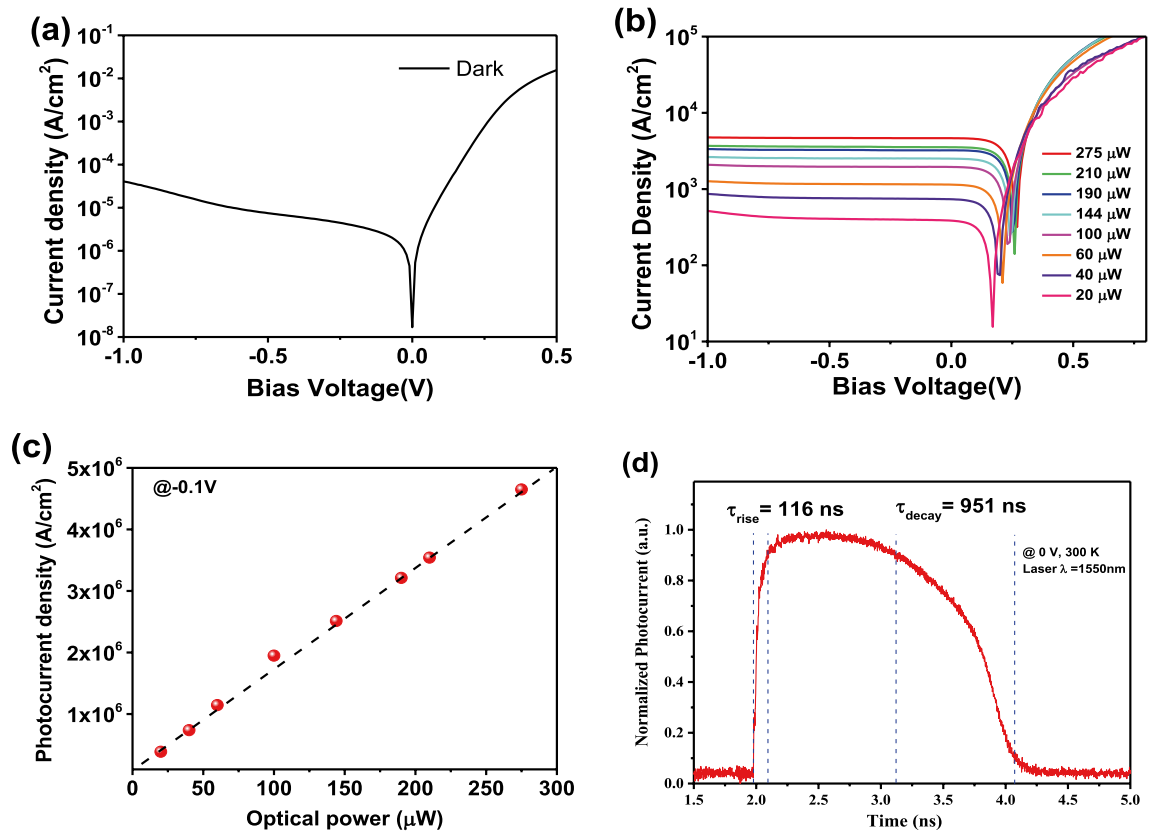 (a)
Current density (A/cm²)
10⁻¹
10⁻²
10⁻³
10⁻⁴
10⁻⁵
10⁻⁶
10⁻⁷
10⁻⁸
Dark
-1.0 -0.5 0.0 0.5
Bias Voltage(V)
(b)
Current Density (A/cm²)
10⁵
10⁴
10³
10²
10¹
275 μW
210 μW
190 μW
144 μW
100 μW
60 μW
40 μW
20 μW
-1.0 -0.5 0.0 0.5
Bias Voltage(V)
(c)
Photocurrent density (A/cm²)
5x10⁶
4x10⁶
3x10⁶
2x10⁶
1x10⁶
@-0.1V
0 50 100 150 200 250 300
Optical power (μW)
(d)
Normalized Photocurrent (a.u.)
1.0
0.8
0.6
0.4
0.2
0.0
τrise= 116 ns
τdecay= 951 ns
@ 0 V, 300 K
Laser λ =1550nm
1.5 2.0 2.5 3.0 3.5 4.0 4.5 5.0
Time (ns)